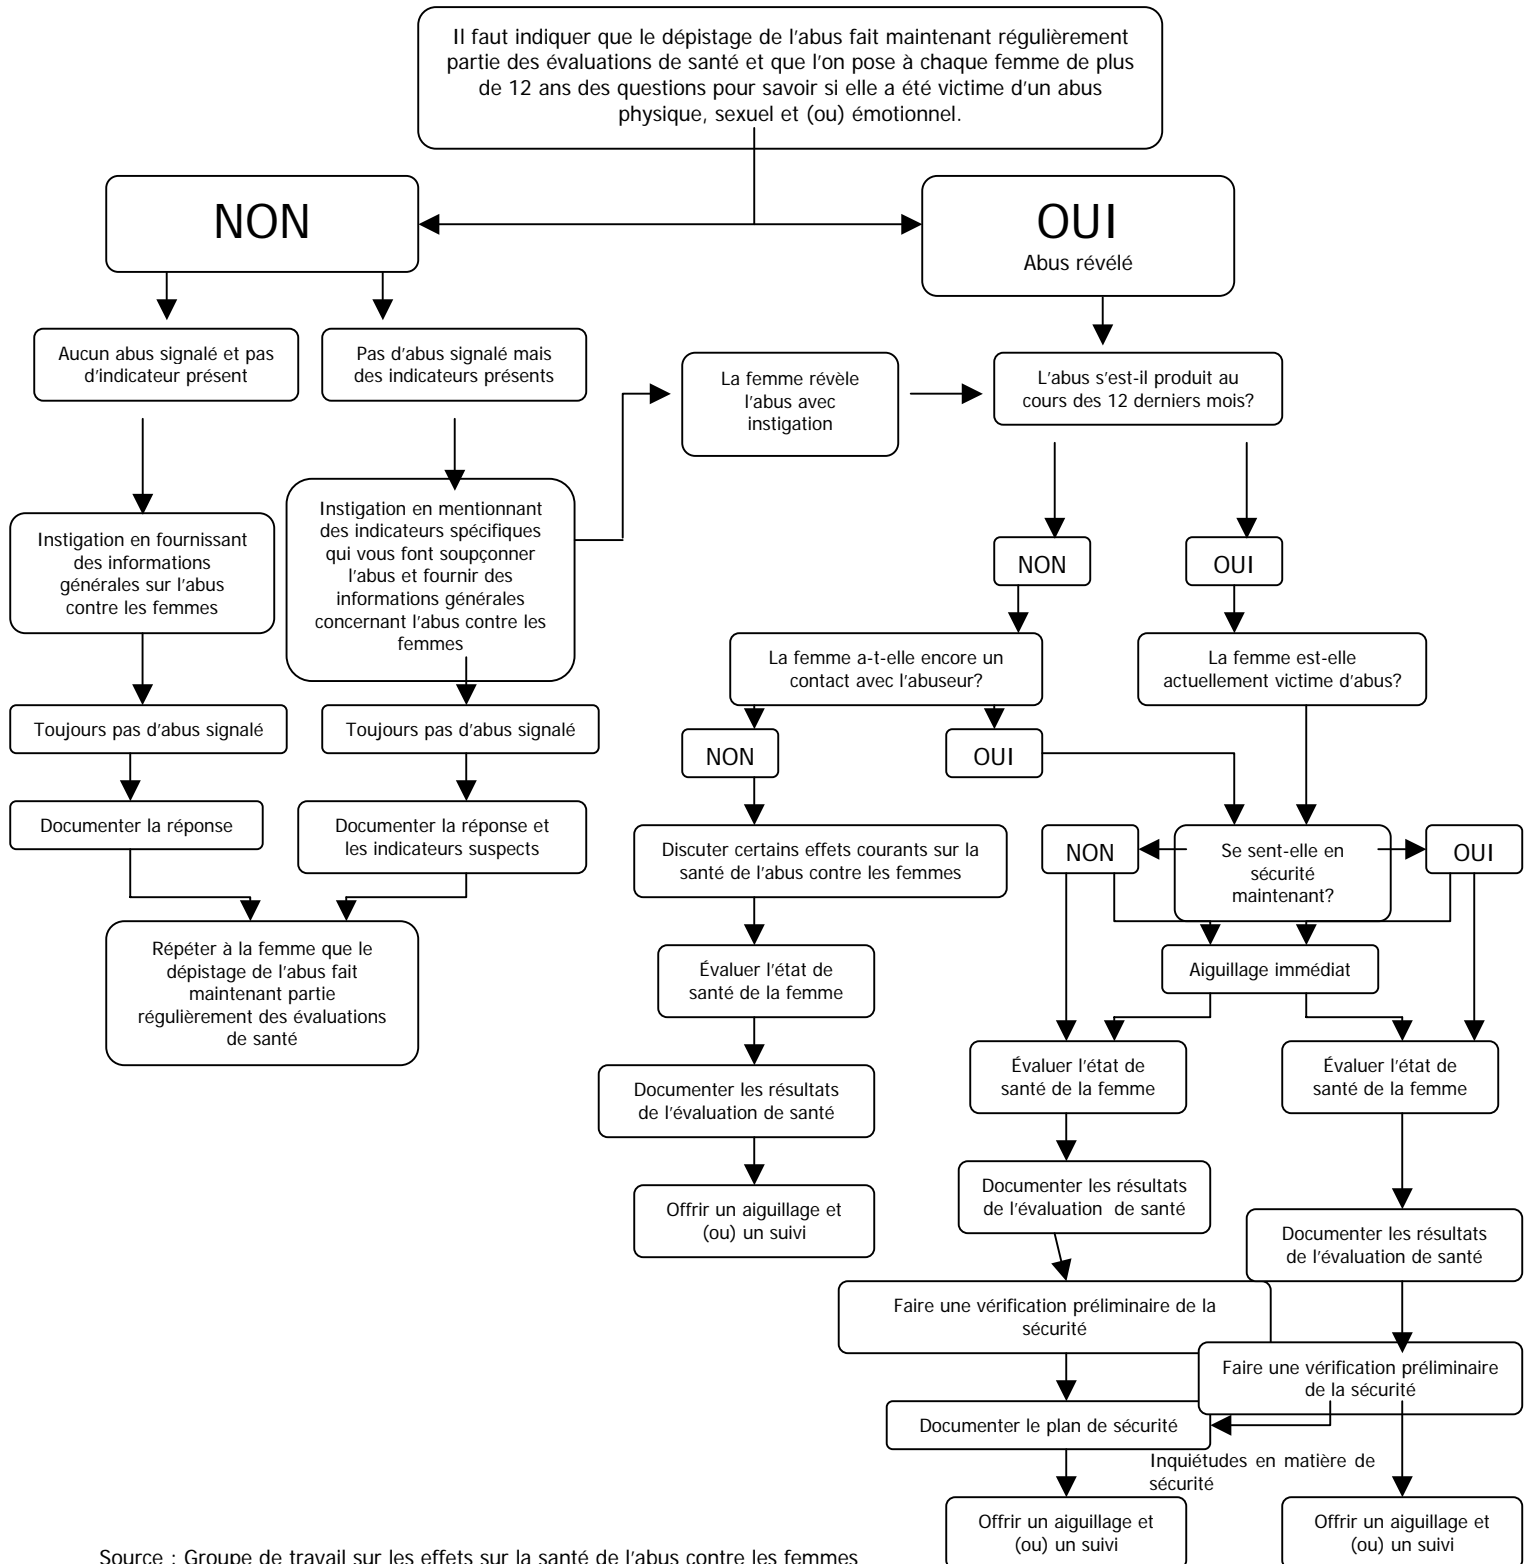 Il faut indiquer que le dépistage de l'abus fait maintenant régulièrement
partie des évaluations de santé et que l'on pose à chaque femme de plus
de 12 ans des questions pour savoir si elle a été victime d'un abus
physique, sexuel et (ou) émotionnel.
NON
OUI
Abus révélé
Aucun abus signalé et pas
d'indicateur présent
Pas d'abus signalé mais
des indicateurs présents
La femme révèle
l'abus avec
instigation
L'abus s'est-il produit au
cours des 12 derniers mois?
Instigation en fournissant
des informations
générales sur l'abus
contre les femmes
Instigation en mentionnant
des indicateurs spécifiques
qui vous font soupçonner
l'abus et fournir des
informations générales
concernant l'abus contre les
femmes
NON
OUI
La femme a-t-elle encore un
contact avec l'abuseur?
La femme est-elle
actuellement victime d'abus?
Toujours pas d'abus signalé
Toujours pas d'abus signalé
NON
OUI
Documenter la réponse
Documenter la réponse et
les indicateurs suspects
Discuter certains effets courants sur la
santé de l'abus contre les femmes
NON
Se sent-elle en
sécurité
maintenant?
OUI
Répéter à la femme que le
dépistage de l'abus fait
maintenant partie
régulièrement des évaluations
de santé
Évaluer l'état de
santé de la femme
Aiguillage immédiat
Documenter les résultats
de l'évaluation de santé
Évaluer l'état de
santé de la femme
Évaluer l'état de
santé de la femme
Offrir un aiguillage et
(ou) un suivi
Documenter les résultats
de l'évaluation  de santé
Documenter les résultats
de l'évaluation de santé
Faire une vérification préliminaire de la
sécurité
Faire une vérification préliminaire
de la sécurité
Documenter le plan de sécurité
Inquiétudes en matière de
sécurité
Offrir un aiguillage et
(ou) un suivi
Offrir un aiguillage et
(ou) un suivi
Source : Groupe de travail sur les effets sur la santé de l'abus contre les femmes